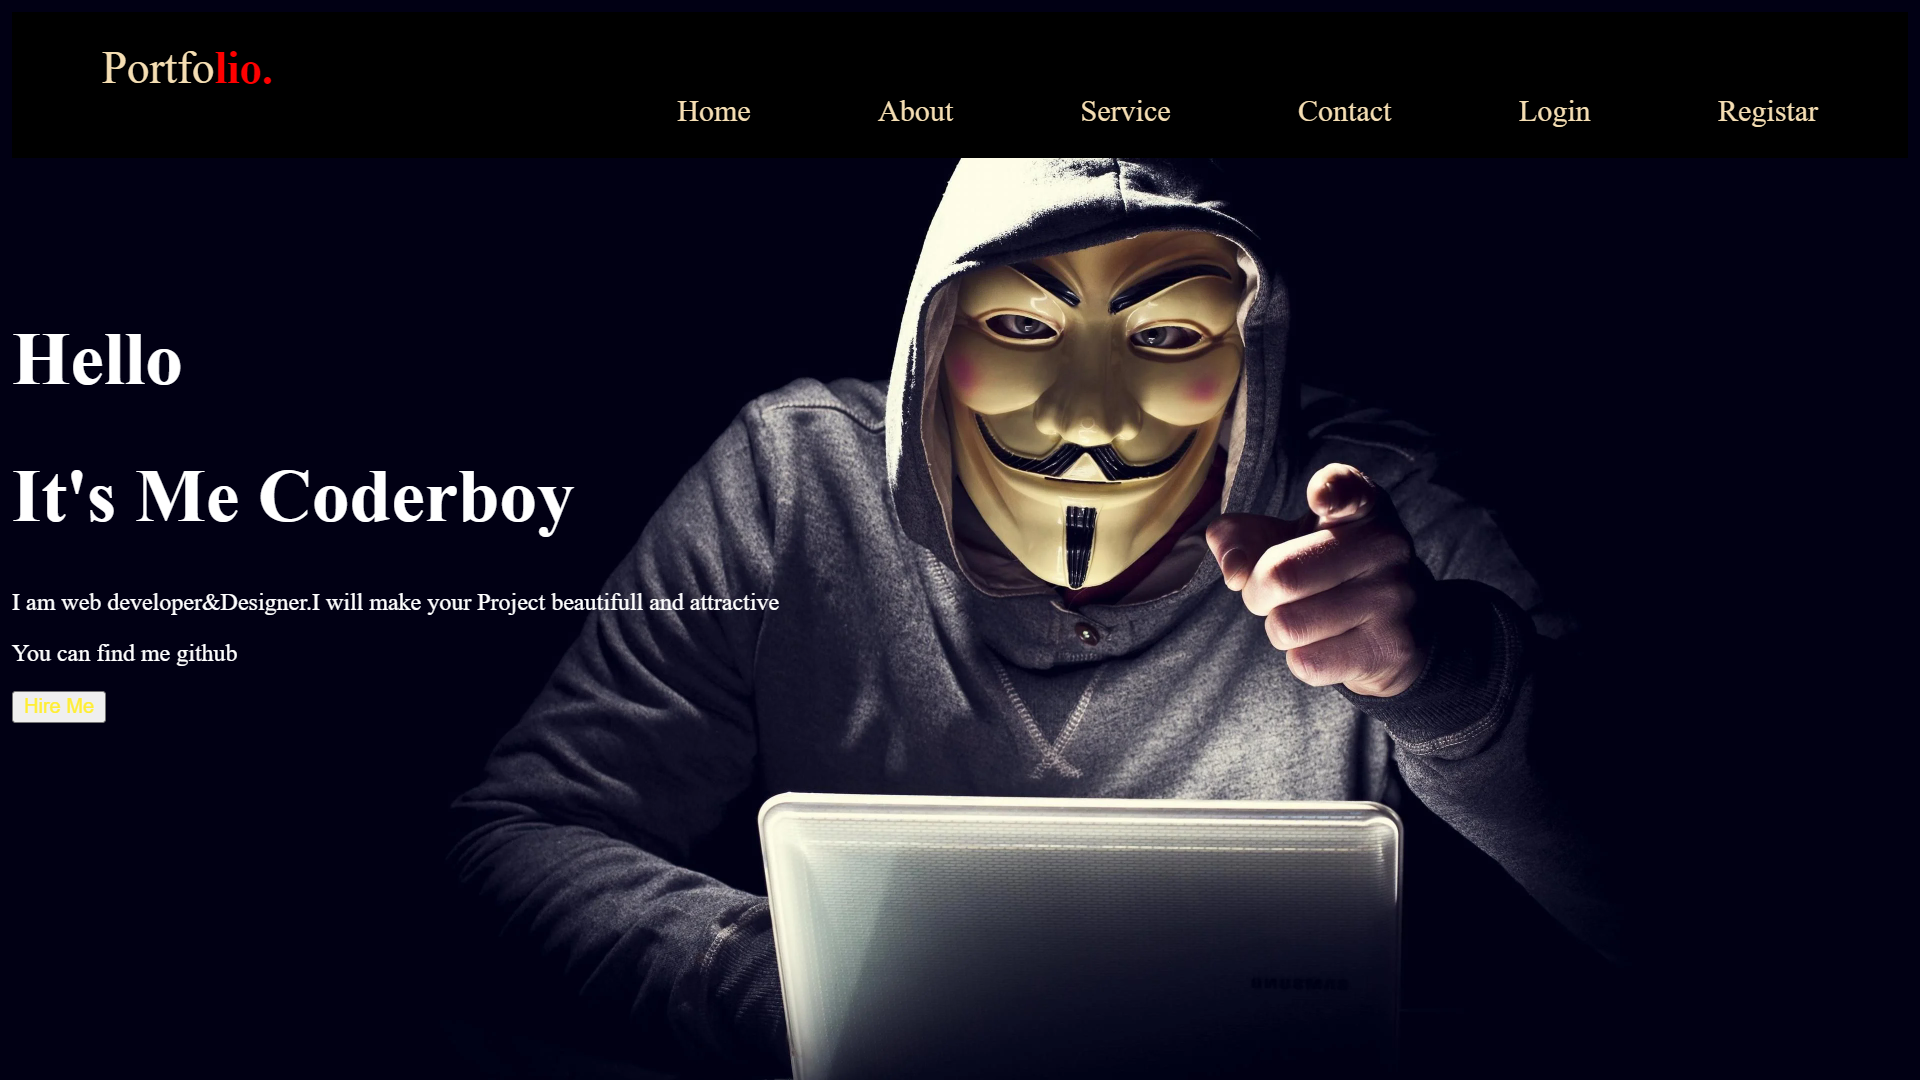 Portfolio.
Home About Service Contact Login Registar
Hello
It's Me Coderboy
I am web developer&Designer.I will make your Project beautifull and attractive
You can find me github
Hire Me
SAMSUNG